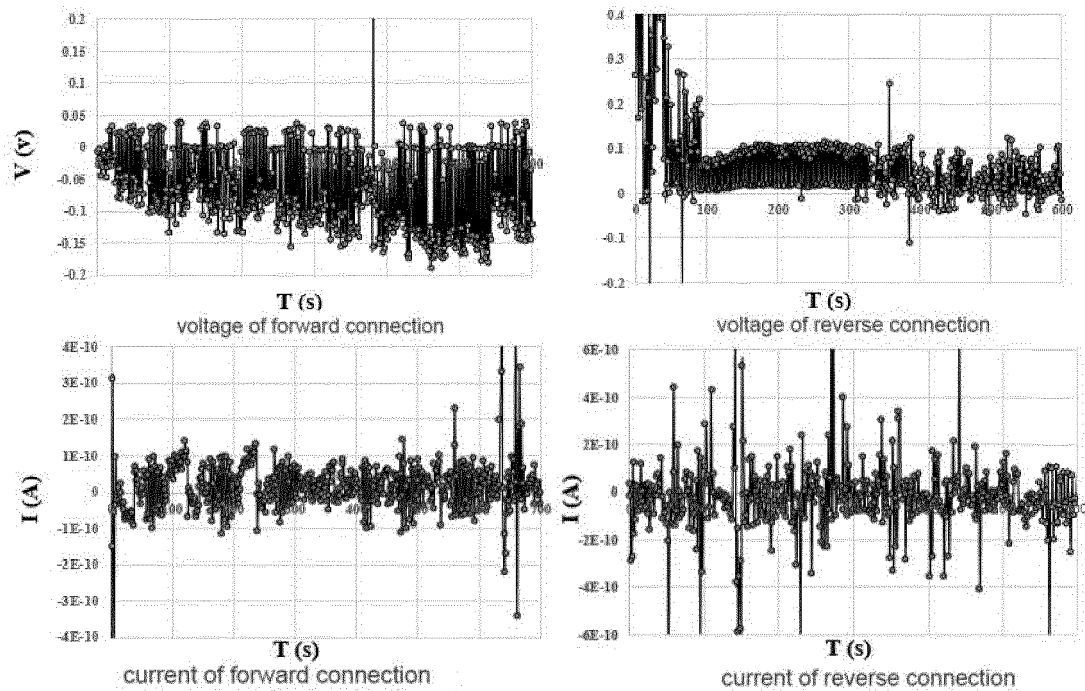 0.2
0.15
0.1
0.05
0
-0.05
-0.1
-0.15
-0.2
V (v)
T (s)
voltage of forward connection
0.4
0.3
0.2
0.1
0
-0.1
-0.2
0
100
200
300
400
600
T (s)
voltage of reverse connection
4E-10
3E-10
2E-10
1E-10
0
-1E-10
-2E-10
-3E-10
-4E-10
I (A)
T (s)
current of forward connection
6E-10
4E-10
2E-10
0
-2E-10
-4E-10
-6E-10
I (A)
T (s)
current of reverse connection